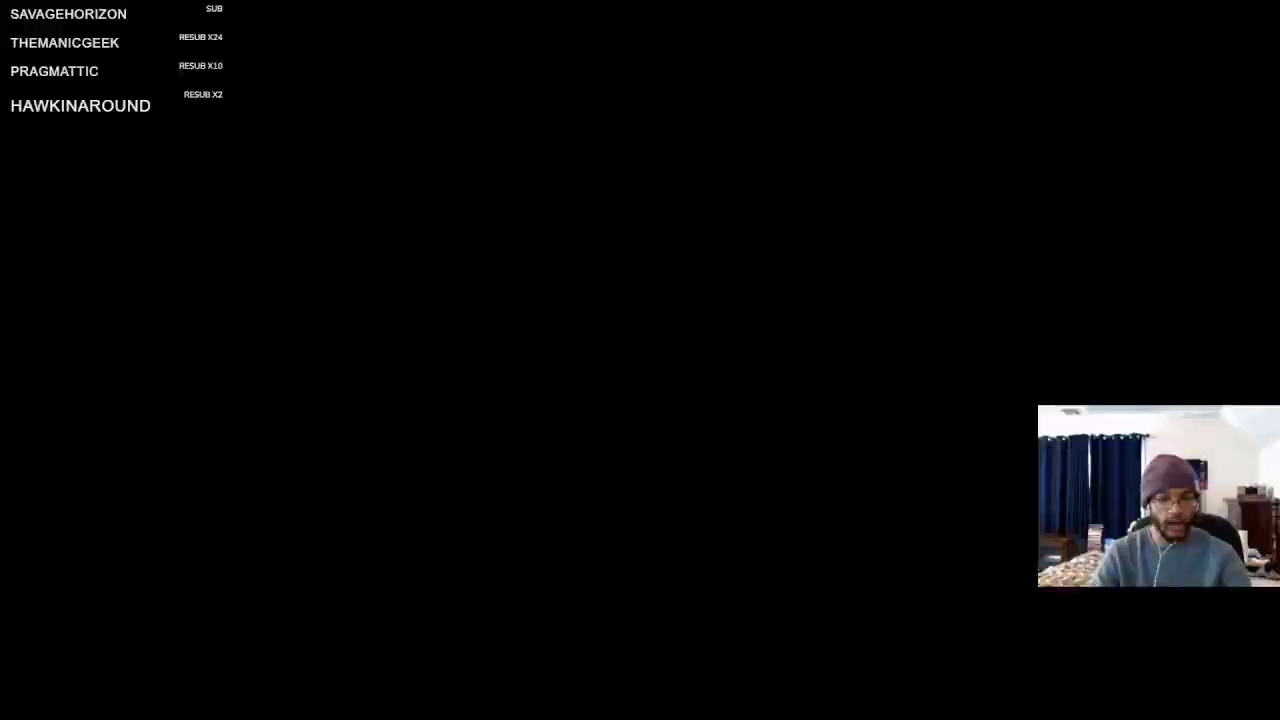 SAVAGEHORIZON SUB
THEMANICGEEK RESUB X24
PRAGMATTIC RESUB X10
HAWKINAROUND RESUB X2